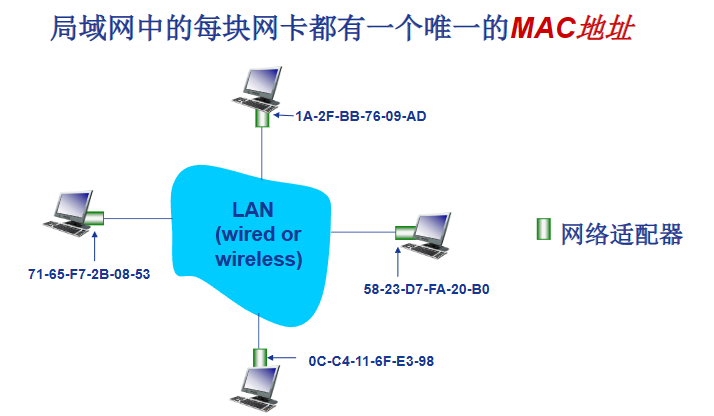 局域网中的每块网卡都有一个唯一的MAC地址
1A-2F-BB-76-09-AD
LAN
(wired or
wireless)
网络适配器
71-65-F7-2B-08-53
58-23-D7-FA-20-B0
0C-C4-11-6F-E3-98